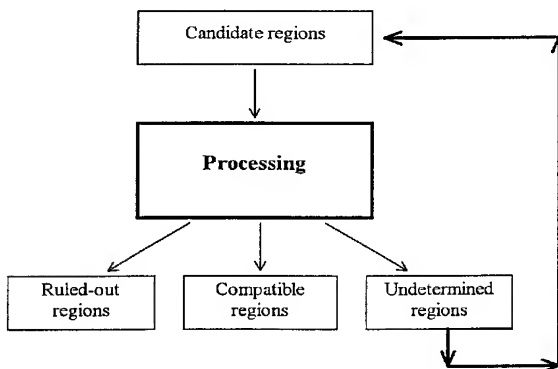 Candidate regions
Processing
Ruled-out
regions
Compatible
regions
Undetermined
regions